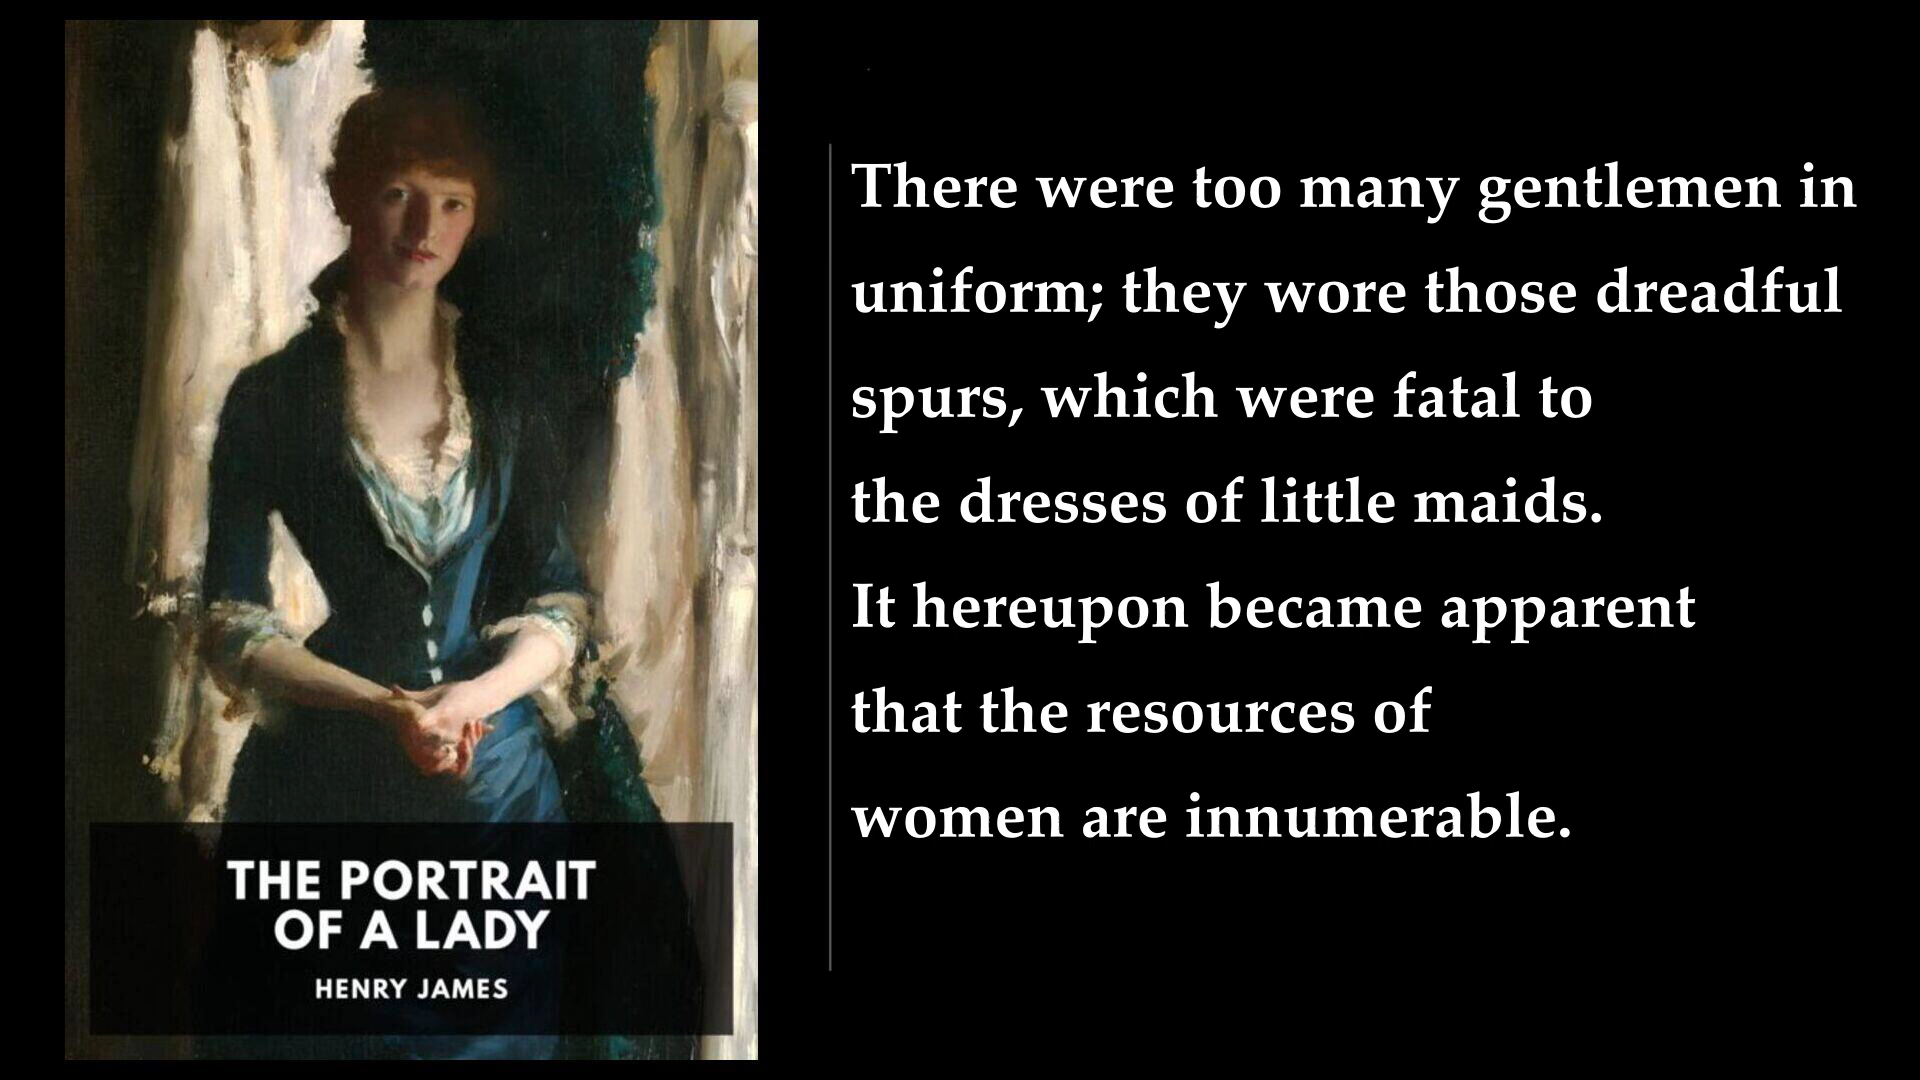 There were too many gentlemen in
uniform; they wore those dreadful
spurs, which were fatal to
the dresses of little maids.
It hereupon became apparent
that the resources of
women are innumerable.
THE PORTRAIT
OF A LADY
HENRY JAMES